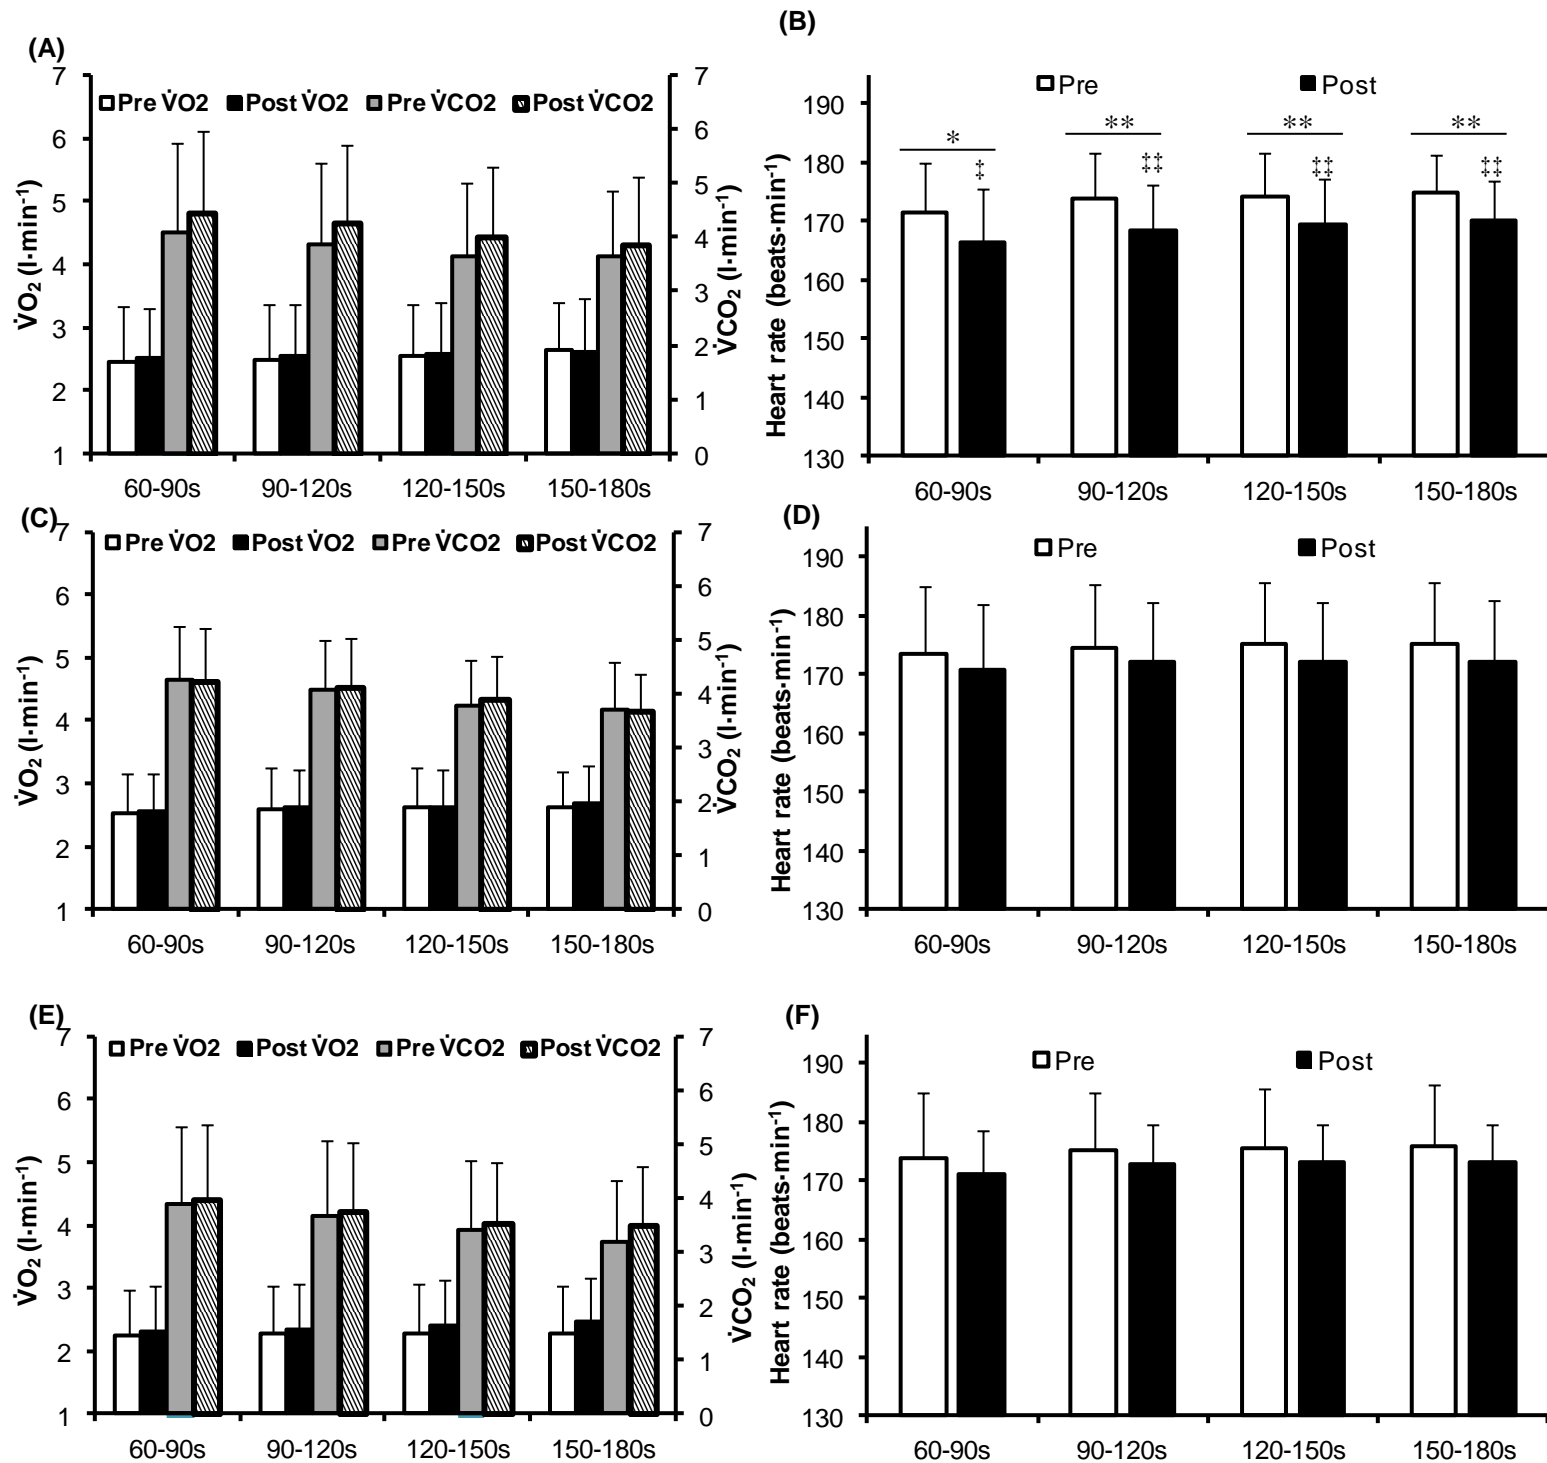 (A)
Pre V̇O2 Post V̇O2 Pre V̇CO2 Post V̇CO2
7
6
5
4
3
2
1
V̇O₂ (l·min⁻¹)
7
6
5
4
3
2
1
0
V̇CO₂ (l·min⁻¹)
60-90s 90-120s 120-150s 150-180s
(B)
Pre Post
190
180
170
160
150
140
130
Heart rate (beats·min⁻¹)
* ** ** **
‡ ‡‡ ‡‡ ‡‡
60-90s 90-120s 120-150s 150-180s
(C)
Pre V̇O2 Post V̇O2 Pre V̇CO2 Post V̇CO2
7
6
5
4
3
2
1
V̇O₂ (l·min⁻¹)
7
6
5
4
3
2
1
0
V̇CO₂ (l·min⁻¹)
60-90s 90-120s 120-150s 150-180s
(D)
Pre Post
190
180
170
160
150
140
130
Heart rate (beats·min⁻¹)
60-90s 90-120s 120-150s 150-180s
(E)
Pre V̇O2 Post V̇O2 Pre V̇CO2 Post V̇CO2
7
6
5
4
3
2
1
V̇O₂ (l·min⁻¹)
7
6
5
4
3
2
1
0
V̇CO₂ (l·min⁻¹)
60-90s 90-120s 120-150s 150-180s
(F)
Pre Post
190
180
170
160
150
140
130
Heart rate (beats·min⁻¹)
60-90s 90-120s 120-150s 150-180s